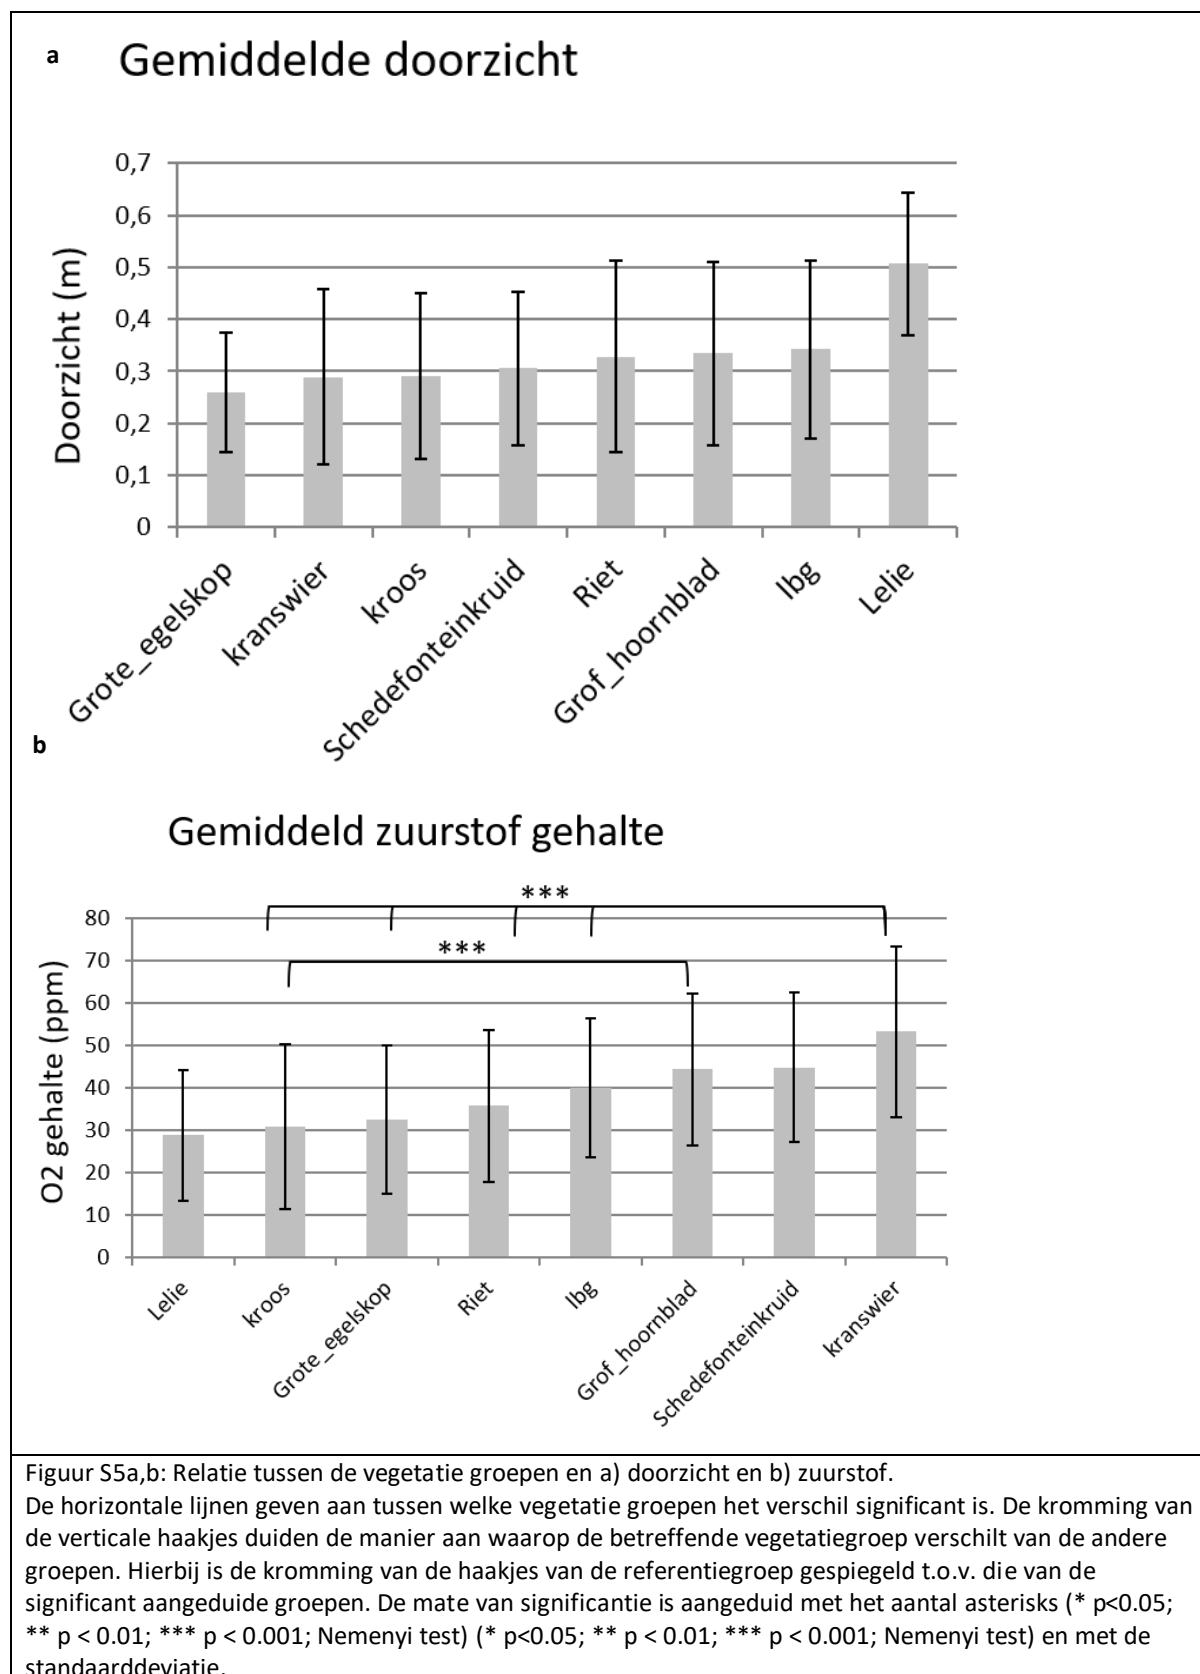 a
Gemiddelde doorzicht
Doorzicht (m)
0,7
0,6
0,5
0,4
0,3
0,2
0,1
0
Grote_egelskop
kranswier
kroos
Schedefonteinkruid
Riet
Grof_hoornblad
lbg
Lelie
b
Gemiddeld zuurstof gehalte
***
***
O2 gehalte (ppm)
80
70
60
50
40
30
20
10
0
Lelie
kroos
Grote_egelskop
Riet
lbg
Grof_hoornblad
Schedefonteinkruid
kranswier
Figuur S5a,b: Relatie tussen de vegetatie groepen en a) doorzicht en b) zuurstof.
De horizontale lijnen geven aan tussen welke vegetatie groepen het verschil significant is. De kromming van
de verticale haakjes duiden de manier aan waarop de betreffende vegetatiegroep verschilt van de andere
groepen. Hierbij is de kromming van de haakjes van de referentiegroep gespiegeld t.o.v. die van de
significant aangeduide groepen. De mate van significantie is aangeduid met het aantal asterisks (* p<0.05;
** p < 0.01; *** p < 0.001; Nemenyi test) (* p<0.05; ** p < 0.01; *** p < 0.001; Nemenyi test) en met de
standaarddeviatie.